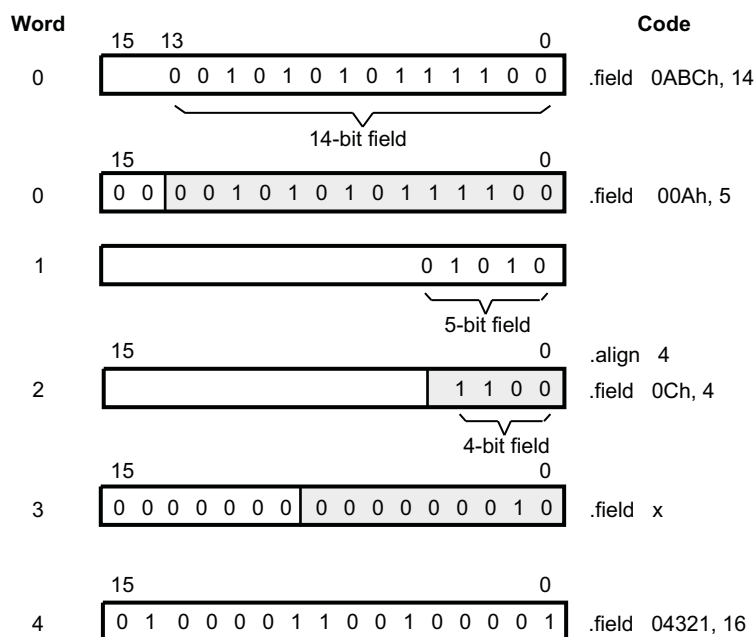 Word Code
15 13 0
0 0 0 1 0 1 0 1 0 1 1 1 1 0 0 .field 0ABCh, 14
14-bit field
15 0
0 0 0 0 0 1 0 1 0 1 0 1 1 1 1 0 0 .field 00Ah, 5
1 0 1 0 1 0
5-bit field
15 0 .align 4
2 1 1 0 0 .field 0Ch, 4
4-bit field
15 0
3 0 0 0 0 0 0 0 0 0 0 0 0 0 0 1 0 .field x
15 0
4 0 1 0 0 0 0 1 1 0 0 1 0 0 0 0 1 .field 04321, 16